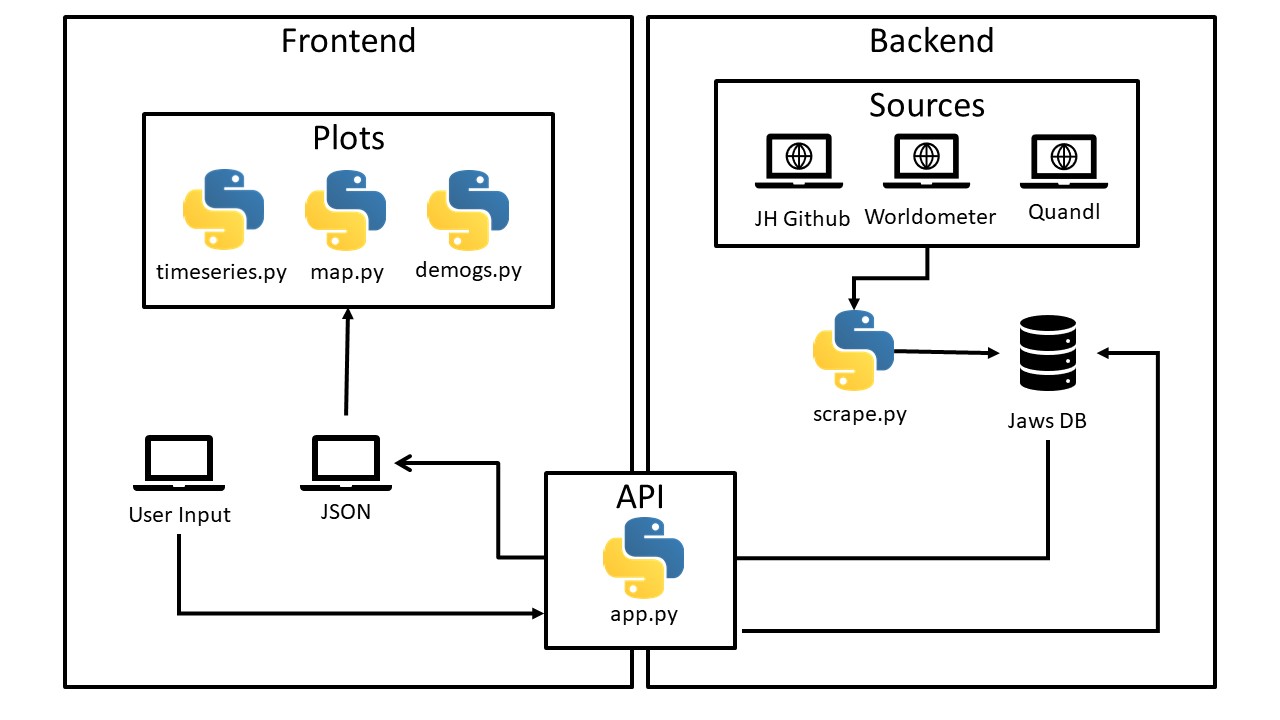 Frontend
Plots
timeseries.py
map.py
demogs.py
User Input
JSON
API
app.py
Backend
Sources
JH Github
Worldometer
Quandl
scrape.py
Jaws DB